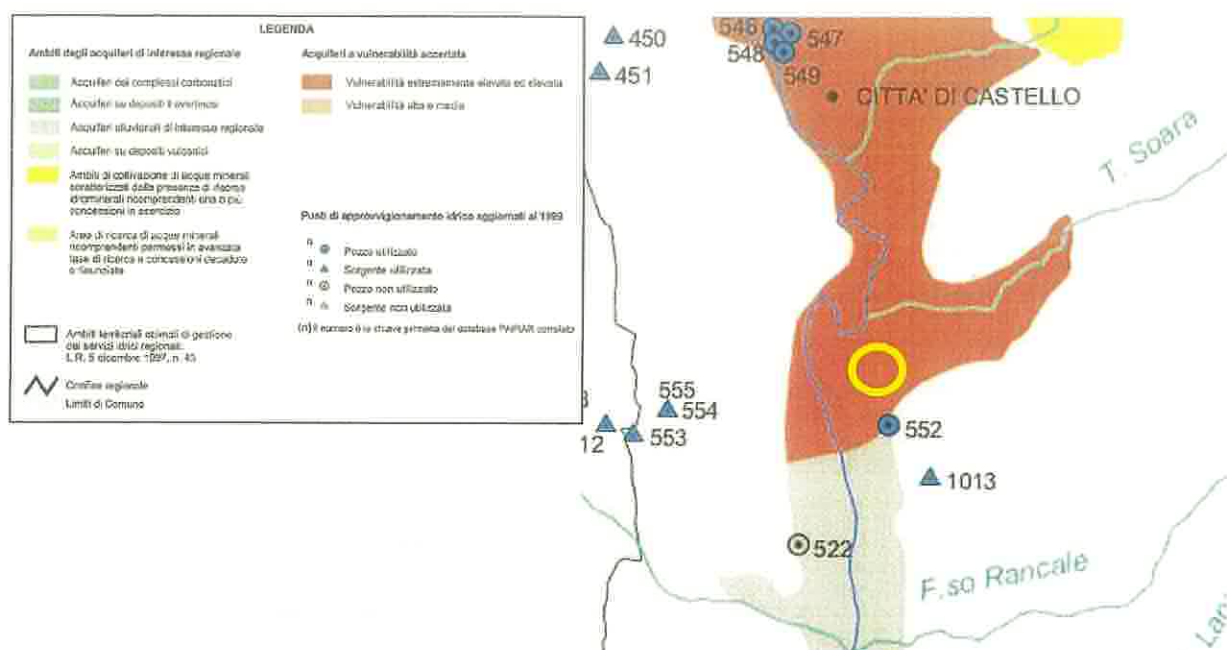 LEGENDA
Ambiti degli acquiferi di interesse regionale
Acquiferi dei complessi carbonatici
Acquiferi su depositi travertinosi
Acquiferi alluvionali di interesse regionale
Acquiferi su depositi vulcanici
Ambiti di coltivazione di acque minerali
caratterizzati dalla presenza di risorse
idrominerali ricomprendenti una o più
concessioni in esercizio
Aree di ricerca di acque minerali
ricomprendenti permessi in avanzata
fase di ricerca e concessioni decadute
o rinunciate
Ambiti territoriali ottimali di gestione
dei servizi idrici regionali:
L.R. 5 dicembre 1997, n. 43
Confine regionale
Limiti di Comune
Acquiferi a vulnerabilità accertata
Vulnerabilità estremamente elevata ed elevata
Vulnerabilità alta e media
Punti di approvvigionamento idrico aggiornati al 1999
n Pozzo utilizzato
n Sorgente utilizzata
n Pozzo non utilizzato
n Sorgente non utilizzata
(n) Il numero è la chiave primaria del database
450
451
546
547
548
549
CITTA' DI CASTELLO
T. Soara
555
554
553
12
552
1013
522
F.so Rancale